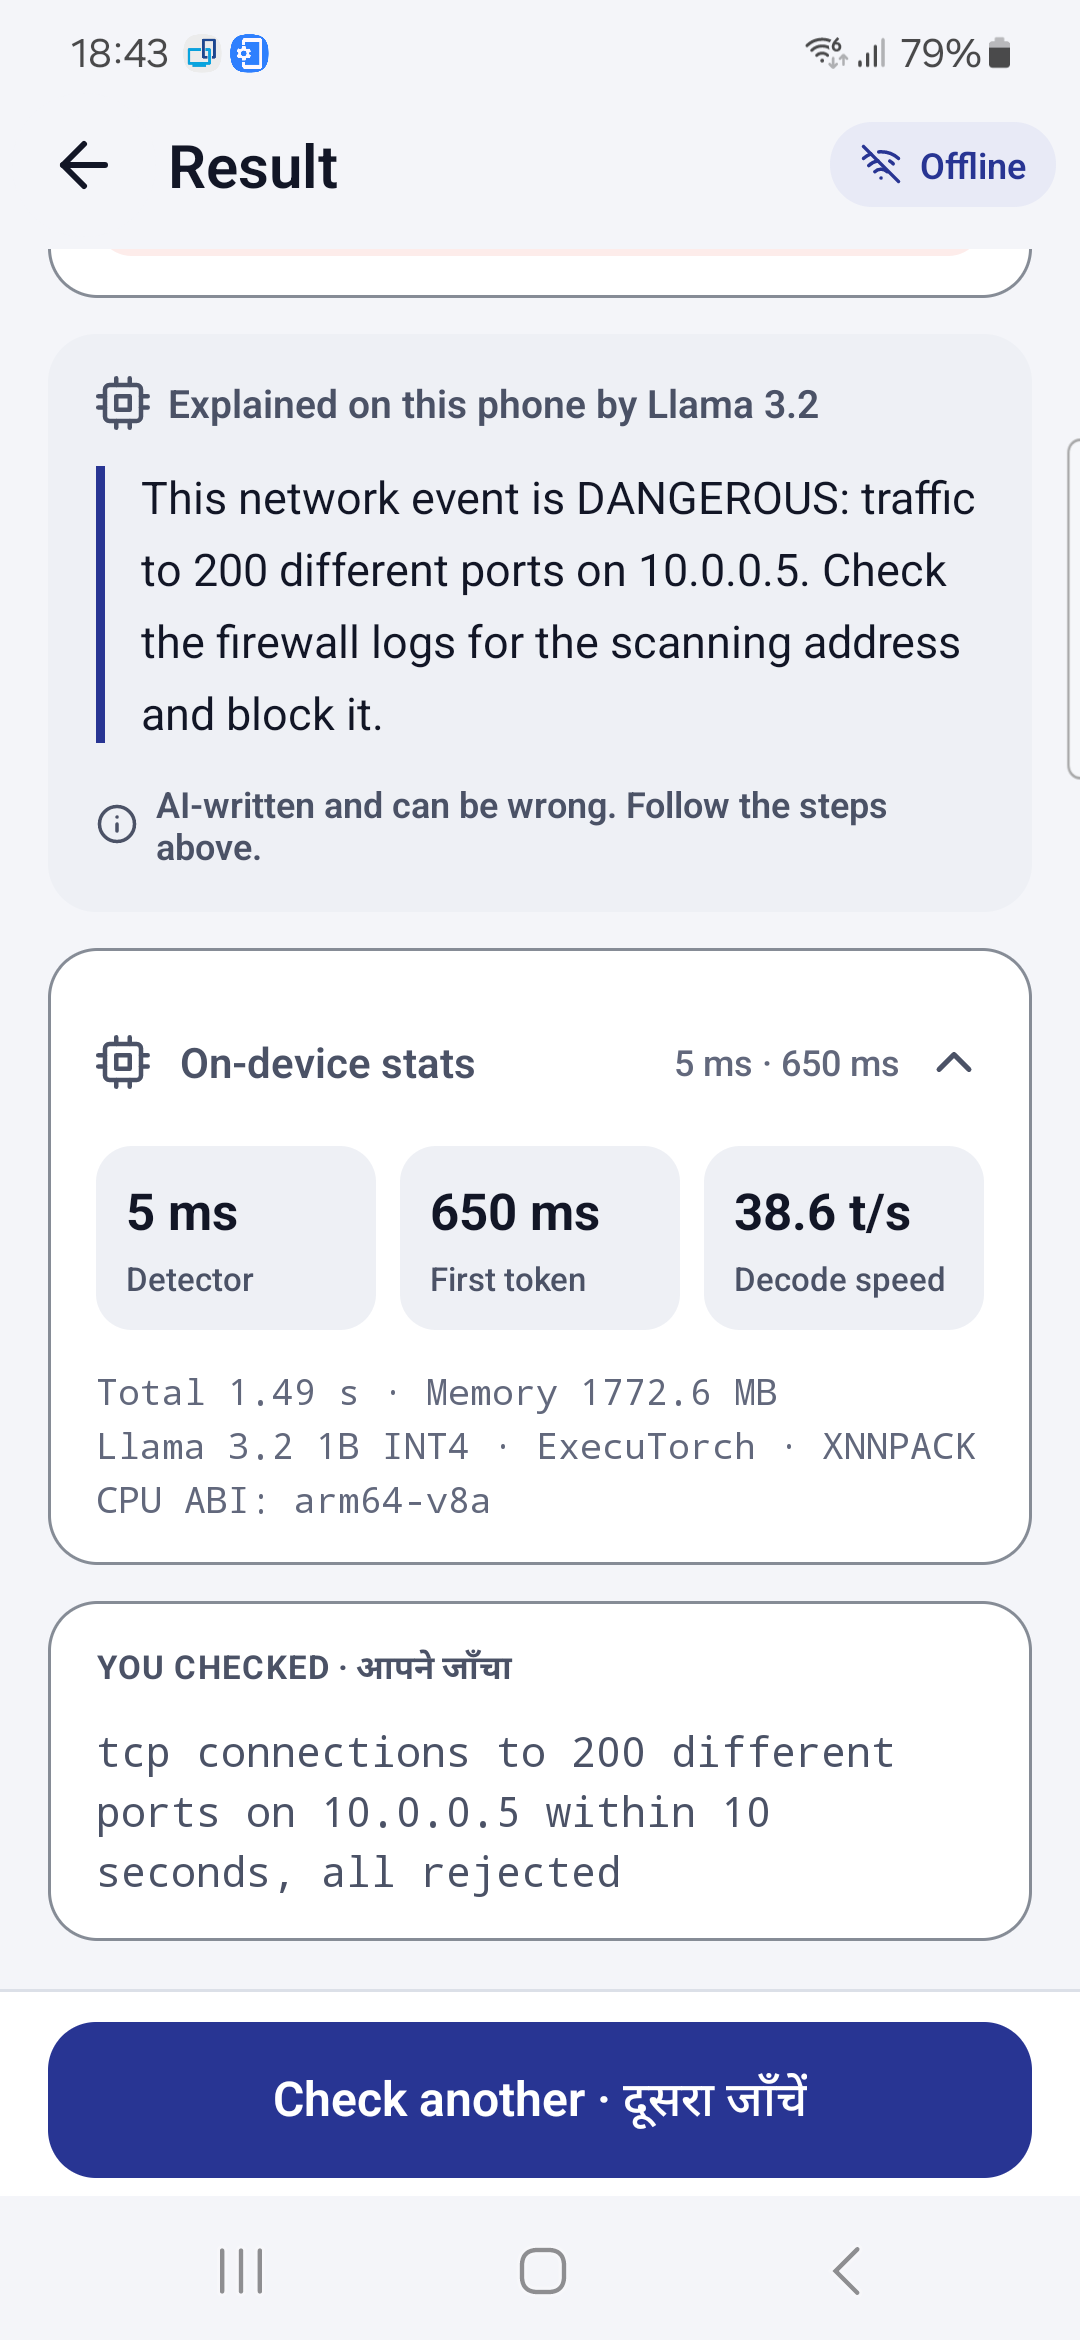 18:43
79%
Result
Offline
Explained on this phone by Llama 3.2
This network event is DANGEROUS: traffic
to 200 different ports on 10.0.0.5. Check
the firewall logs for the scanning address
and block it.
AI-written and can be wrong. Follow the steps
above.
On-device stats
5 ms · 650 ms
5 ms
650 ms
38.6 t/s
Detector
First token
Decode speed
Total 1.49 s · Memory 1772.6 MB
Llama 3.2 1B INT4 · ExecuTorch · XNNPACK
CPU ABI: arm64-v8a
YOU CHECKED · आपने जाँचा
tcp connections to 200 different
ports on 10.0.0.5 within 10
seconds, all rejected
Check another · दूसरा जाँचें